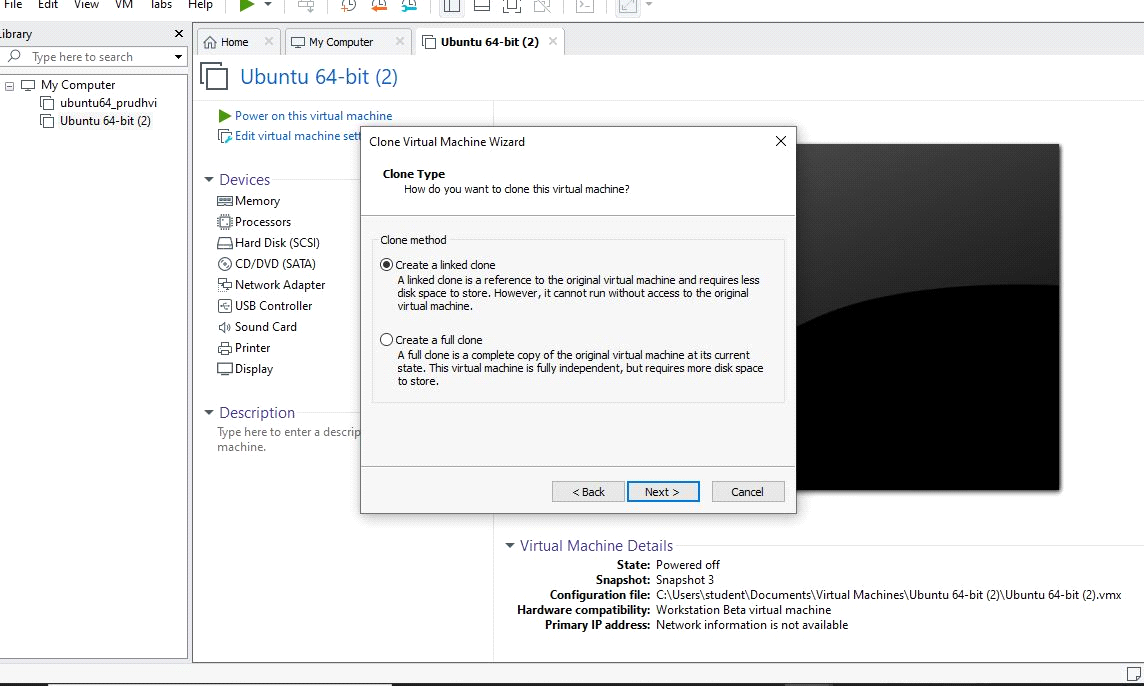 File Edit View VM Tabs Help
Library
Home
My Computer
Ubuntu 64-bit (2)
Type here to search
My Computer
ubuntu64_prudhvi
Ubuntu 64-bit (2)
Ubuntu 64-bit (2)
Power on this virtual machine
Edit virtual machine sett
Devices
Memory
Processors
Hard Disk (SCSI)
CD/DVD (SATA)
Network Adapter
USB Controller
Sound Card
Printer
Display
Description
Type here to enter a descrip
machine.
Clone Virtual Machine Wizard
Clone Type
How do you want to clone this virtual machine?
Clone method
Create a linked clone
A linked clone is a reference to the original virtual machine and requires less
disk space to store. However, it cannot run without access to the original
virtual machine.
Create a full clone
A full clone is a complete copy of the original virtual machine at its current
state. This virtual machine is fully independent, but requires more disk space
to store.
< Back
Next >
Cancel
Virtual Machine Details
State: Powered off
Snapshot: Snapshot 3
Configuration file: C:\Users\student\Documents\Virtual Machines\Ubuntu 64-bit (2)\Ubuntu 64-bit (2).vmx
Hardware compatibility: Workstation Beta virtual machine
Primary IP address: Network information is not available